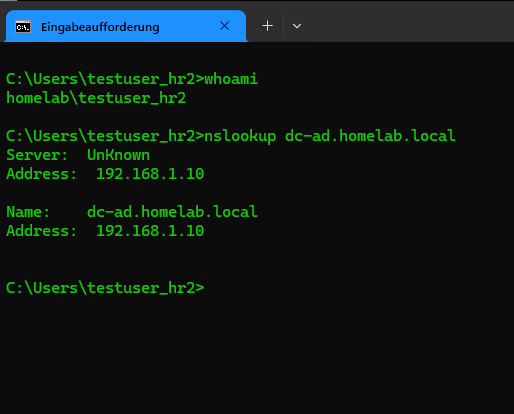 Eingabeaufforderung
C:\Users\testuser_hr2>whoami
homelab\testuser_hr2
C:\Users\testuser_hr2>nslookup dc-ad.homelab.local
Server:  UnKnown
Address:  192.168.1.10
Name:    dc-ad.homelab.local
Address:  192.168.1.10
C:\Users\testuser_hr2>